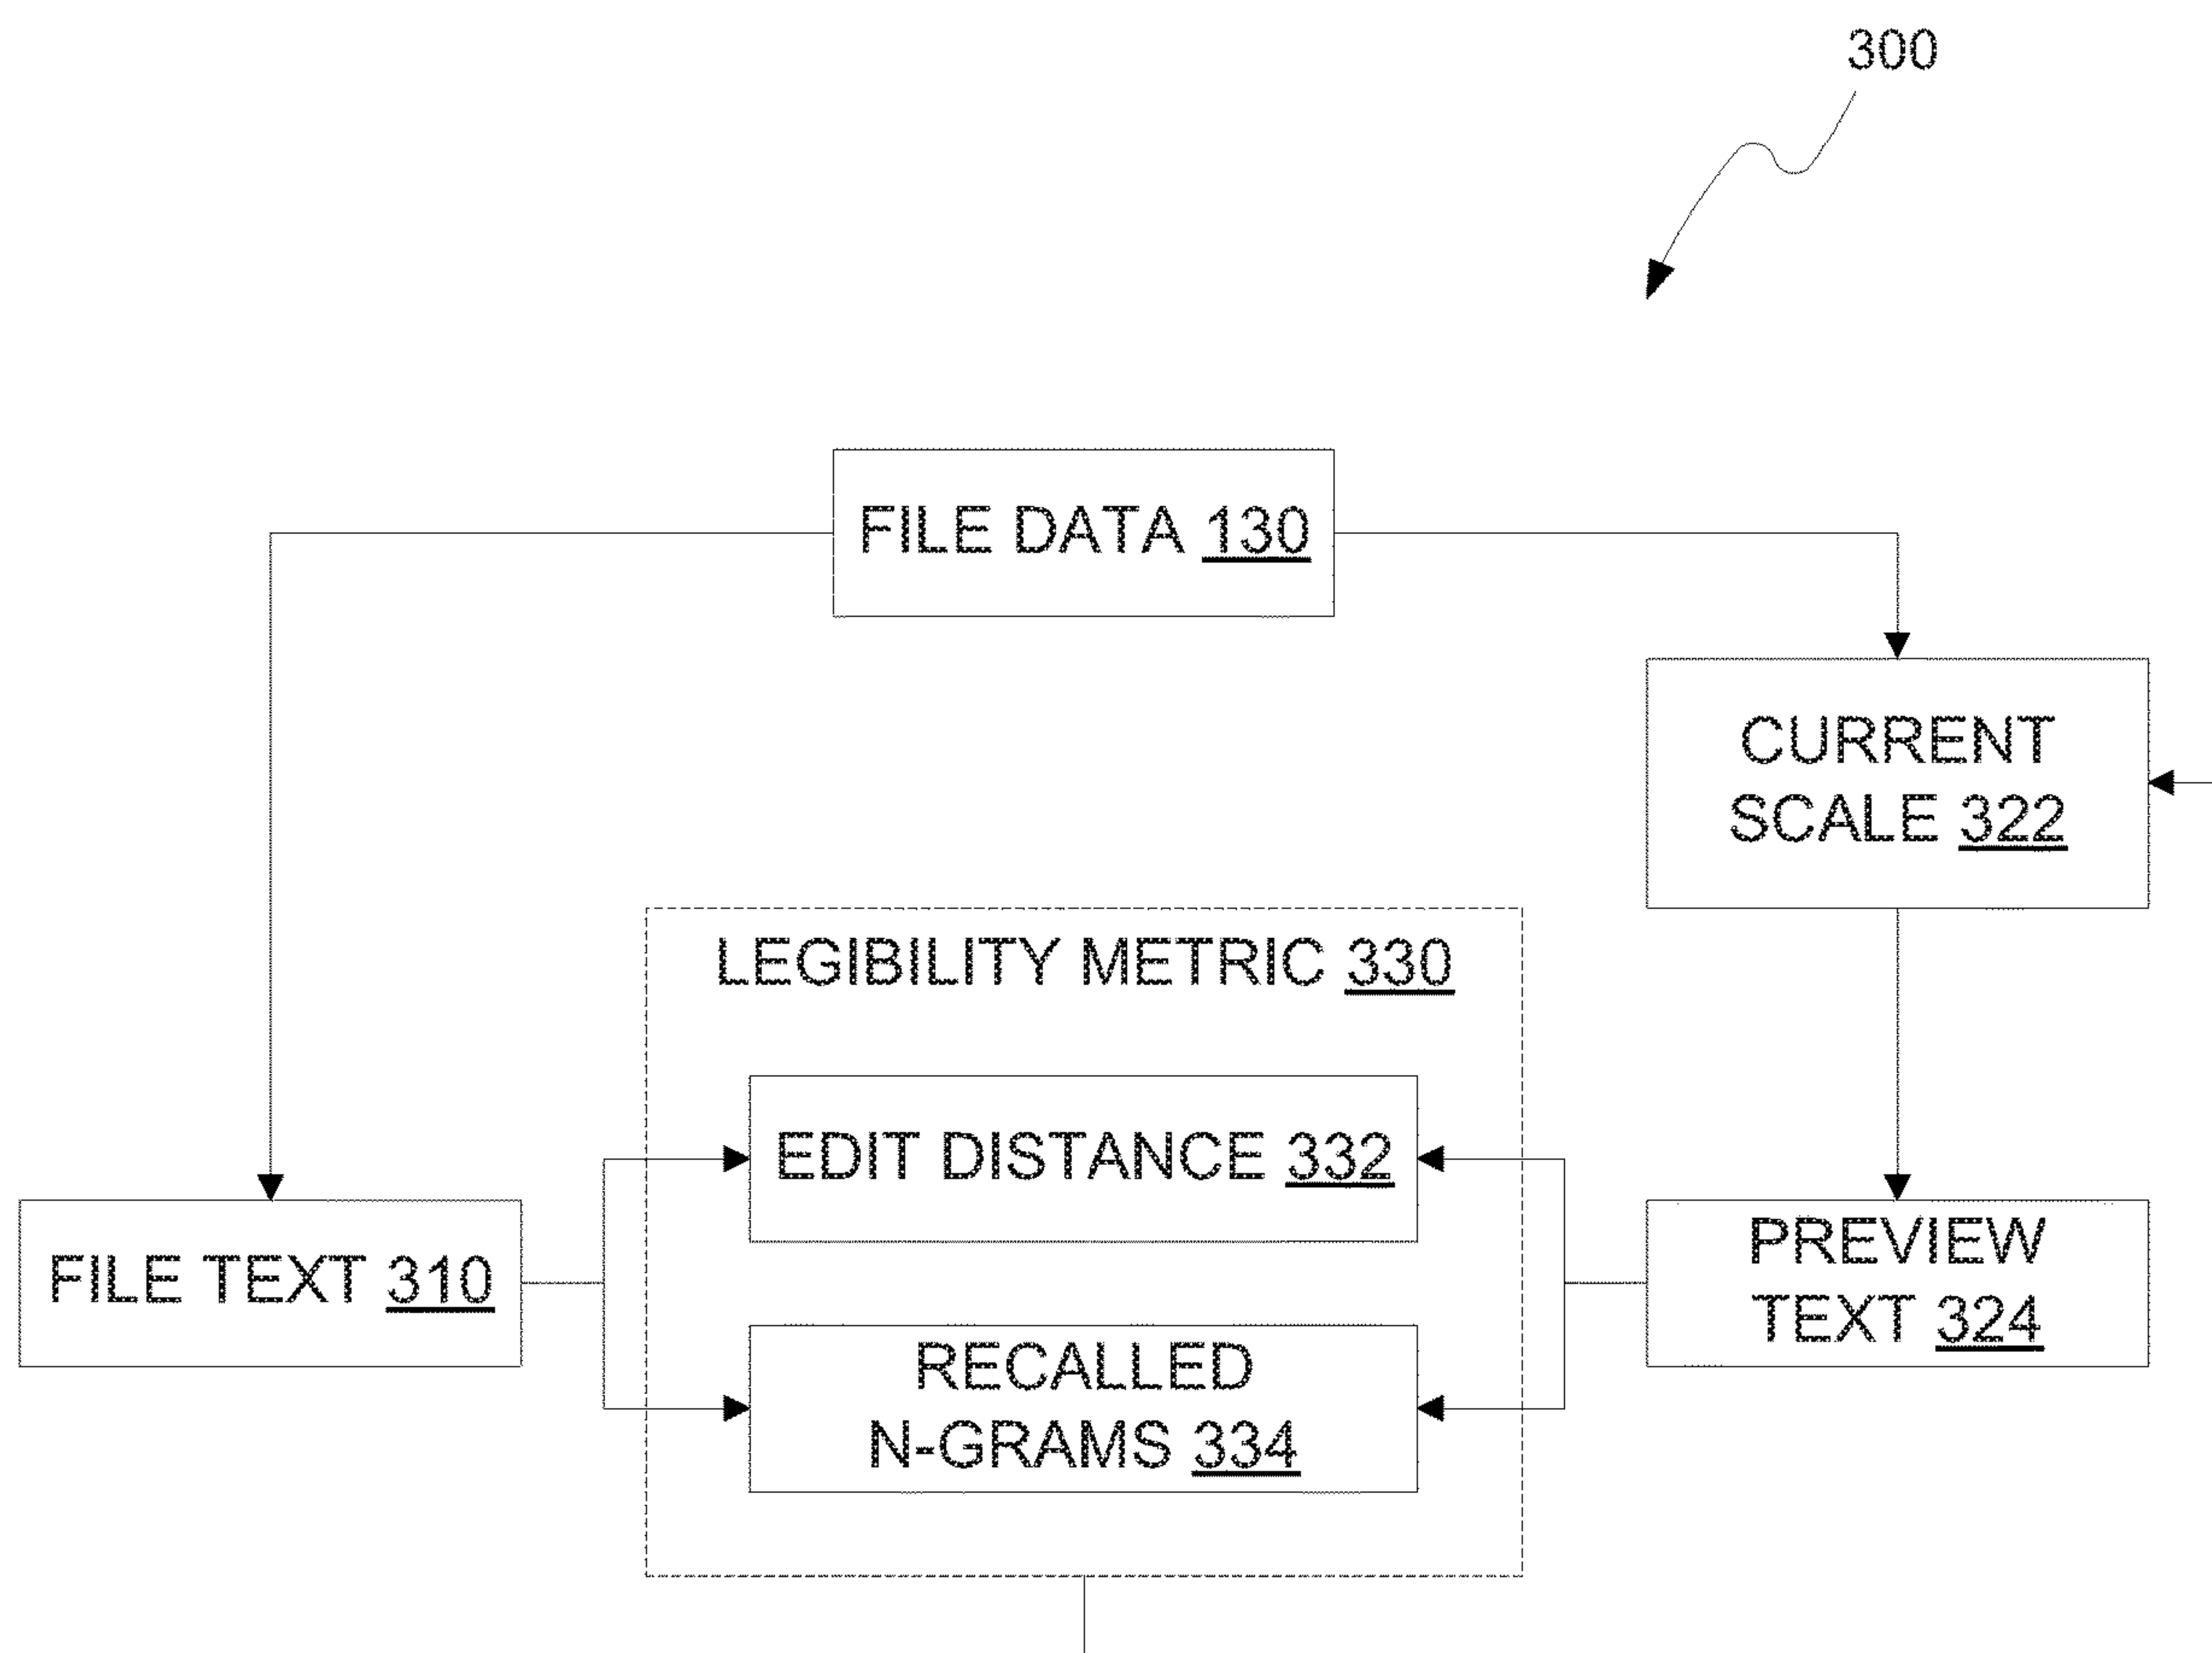 300
FILE DATA 130
CURRENT
SCALE 322
LEGIBILITY METRIC 330
EDIT DISTANCE 332
FILE TEXT 310
PREVIEW
TEXT 324
RECALLED
N-GRAMS 334